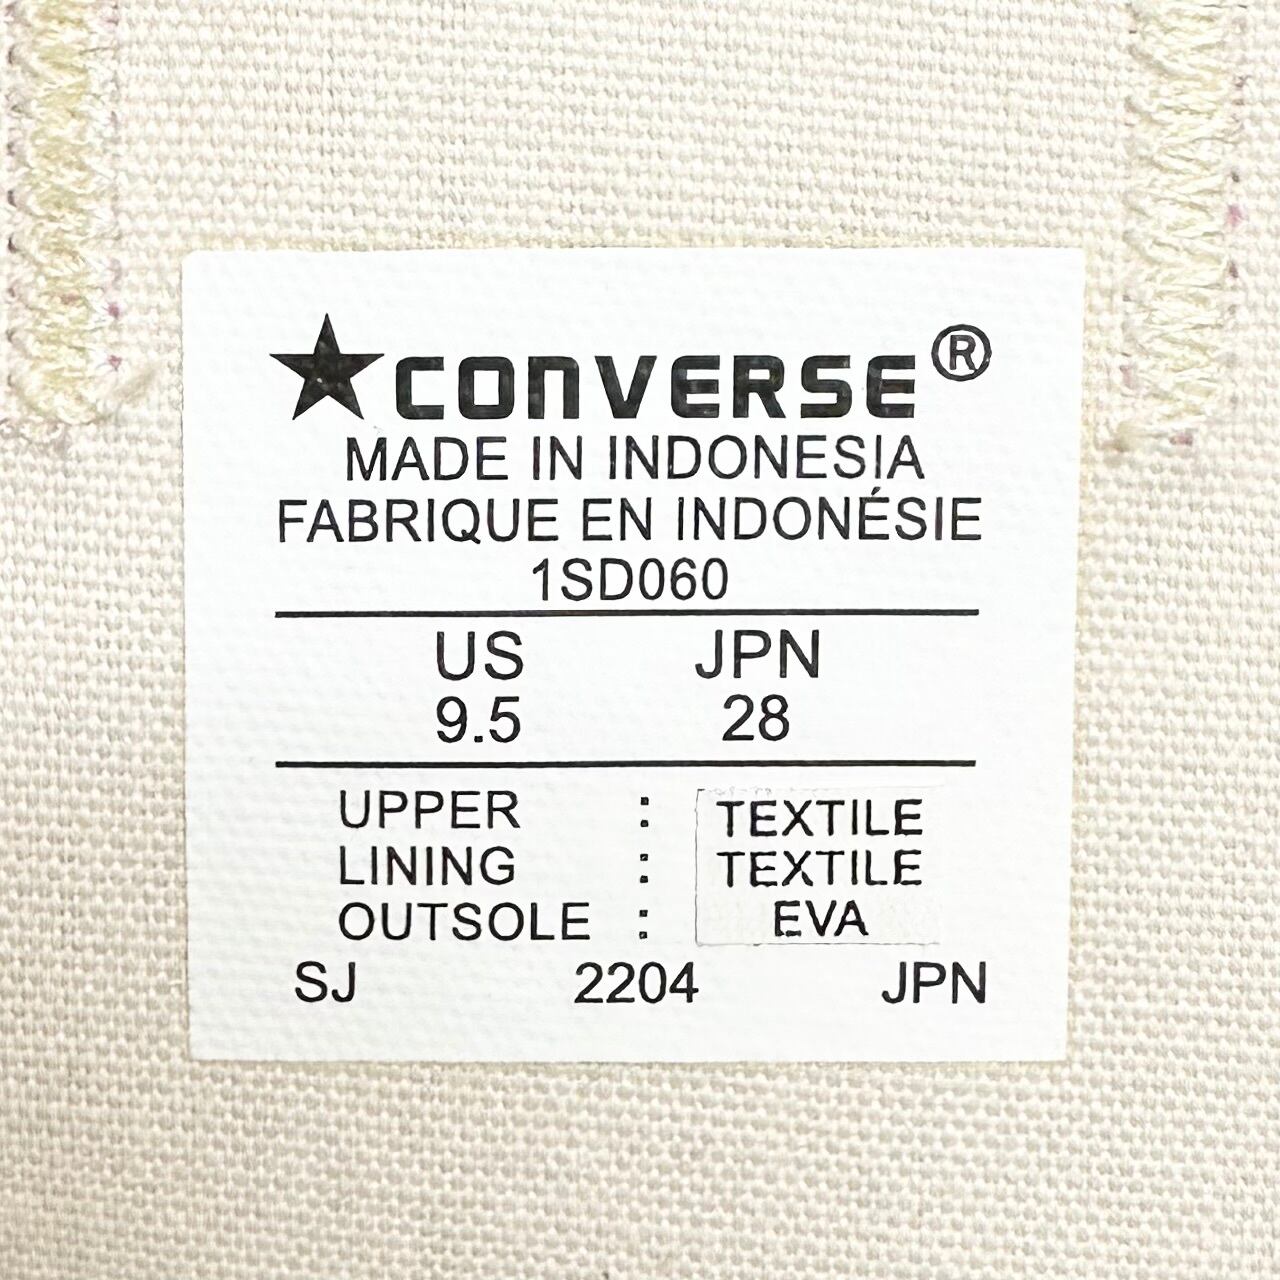 CONVERSE®
MADE IN INDONESIA
FABRIQUE EN INDONÉSIE
1SD060
US JPN
9.5 28
UPPER : TEXTILE
LINING : TEXTILE
OUTSOLE : EVA
SJ 2204 JPN